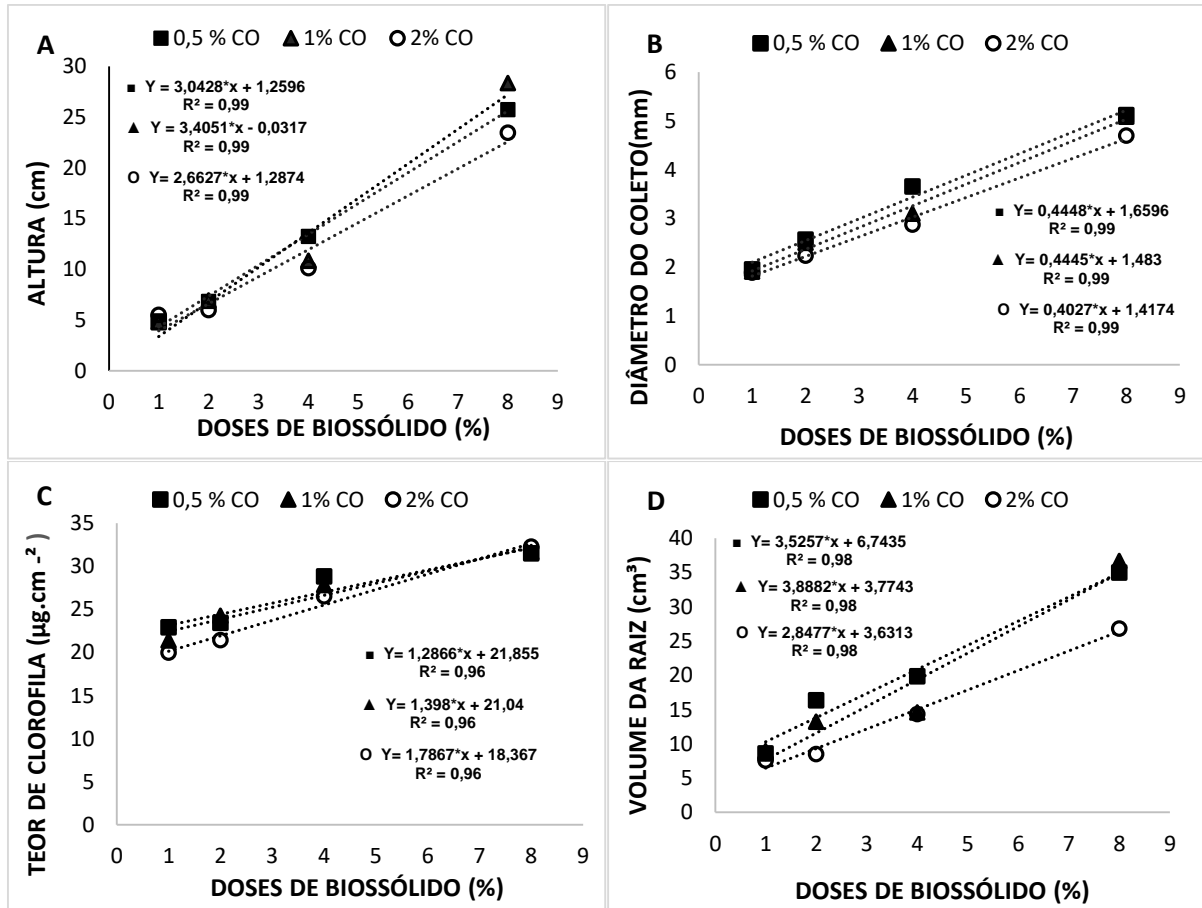 A
■ 0,5 % CO ▲ 1% CO O 2% CO
30
25
20
15
10
5
0
ALTURA (cm)
■ Y = 3,0428*x + 1,2596
R² = 0,99
▲ Y = 3,4051*x - 0,0317
R² = 0,99
O Y= 2,6627*x + 1,2874
R² = 0,99
0 1 2 3 4 5 6 7 8 9
DOSES DE BIOSSÓLIDO (%)
B
■ 0,5 % CO ▲ 1% CO O 2% CO
6
5
4
3
2
1
0
DIÂMETRO DO COLETO(mm)
■ Y= 0,4448*x + 1,6596
R² = 0,99
▲ Y= 0,4445*x + 1,483
R² = 0,99
O Y= 0,4027*x + 1,4174
R² = 0,99
0 1 2 3 4 5 6 7 8 9
DOSES DE BIOSSÓLIDO (%)
C
■ 0,5 % CO ▲ 1% CO O 2% CO
35
30
25
20
15
10
5
0
TEOR DE CLOROFILA (µg.cm -² )
■ Y= 1,2866*x + 21,855
R² = 0,96
▲ Y= 1,398*x + 21,04
R² = 0,96
O Y= 1,7867*x + 18,367
R² = 0,96
0 1 2 3 4 5 6 7 8 9
DOSES DE BIOSSÓLIDO (%)
D
■ 0,5 % CO ▲ 1% CO O 2% CO
40
35
30
25
20
15
10
5
0
VOLUME DA RAIZ (cm³)
■ Y= 3,5257*x + 6,7435
R² = 0,98
▲ Y= 3,8882*x + 3,7743
R² = 0,98
O Y= 2,8477*x + 3,6313
R² = 0,98
0 1 2 3 4 5 6 7 8 9
DOSES DE BIOSSÓLIDO (%)